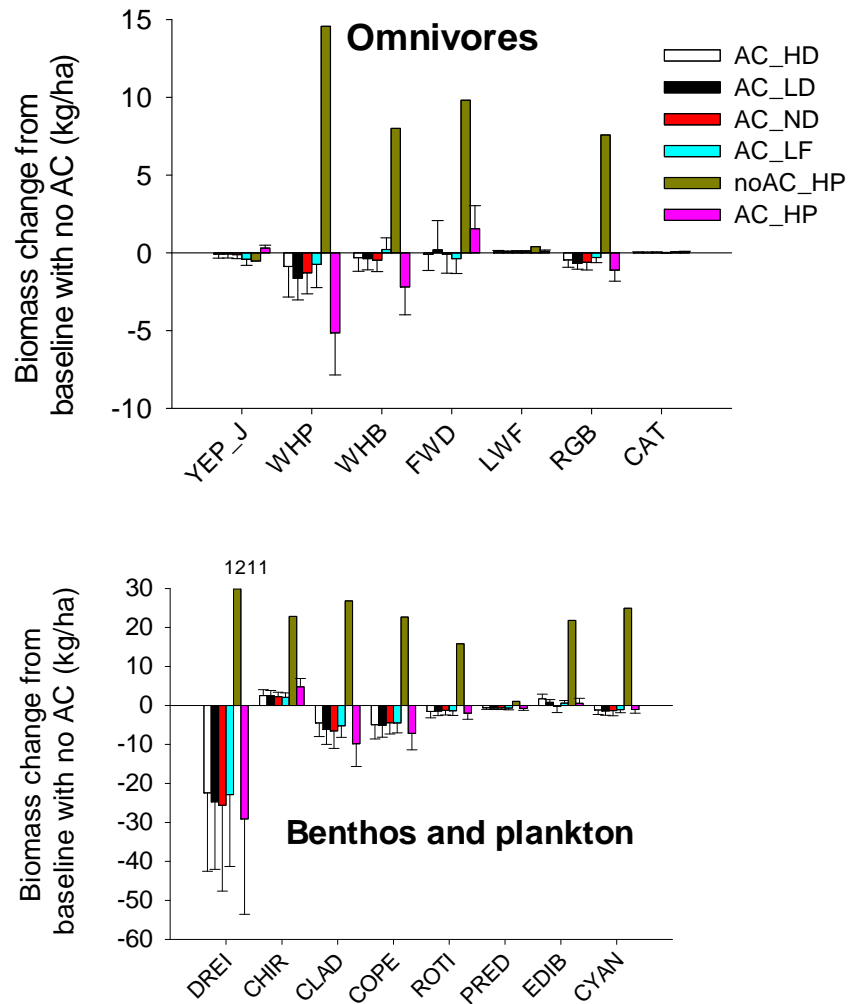 Omnivores
Biomass change from
baseline with no AC (kg/ha)
15
10
5
0
-5
-10
AC_HD
AC_LD
AC_ND
AC_LF
noAC_HP
AC_HP
YEP_J
WHP
WHB
FWD
LWF
RGB
CAT
1211
Biomass change from
baseline with no AC (kg/ha)
30
20
10
0
-10
-20
-30
-40
-50
-60
Benthos and plankton
DREI
CHIR
CLAD
COPE
ROTI
PRED
EDIB
CYAN